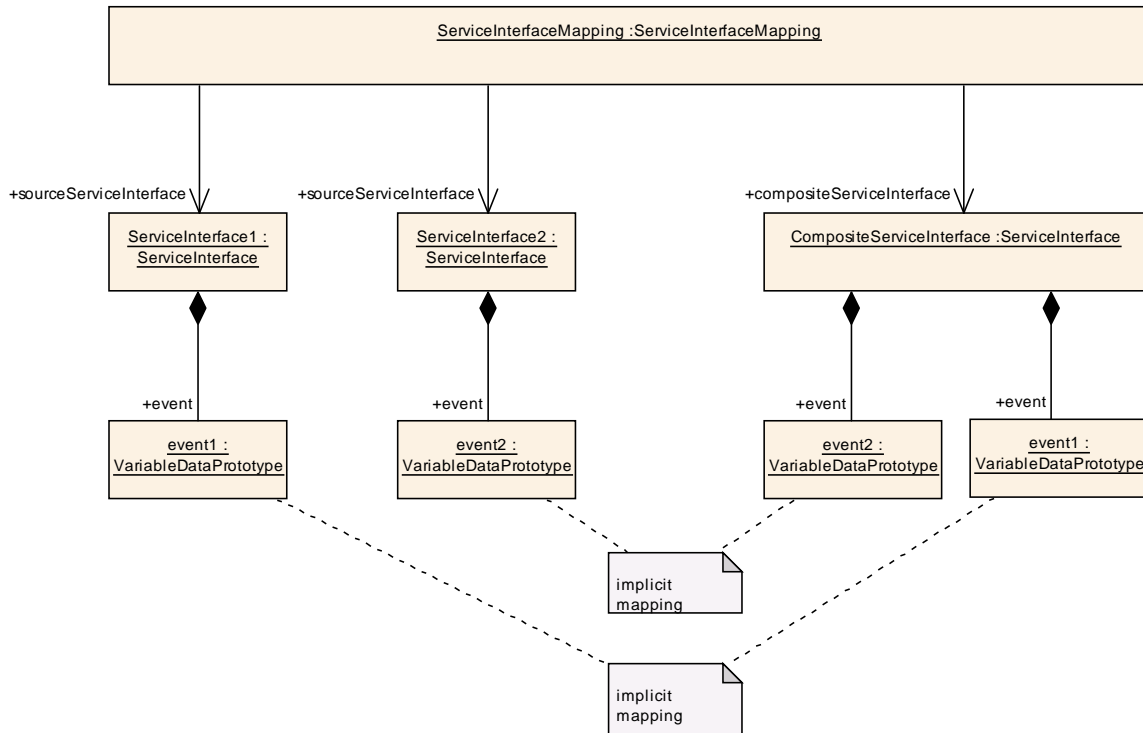 ServiceInterfaceMapping :ServiceInterfaceMapping
+sourceServiceInterface
+sourceServiceInterface
+compositeServiceInterface
ServiceInterface1 :
ServiceInterface
ServiceInterface2 :
ServiceInterface
CompositeServiceInterface :ServiceInterface
+event
+event
+event
+event
event1 :
VariableDataPrototype
event2 :
VariableDataPrototype
event2 :
VariableDataPrototype
event1 :
VariableDataPrototype
implicit
mapping
implicit
mapping